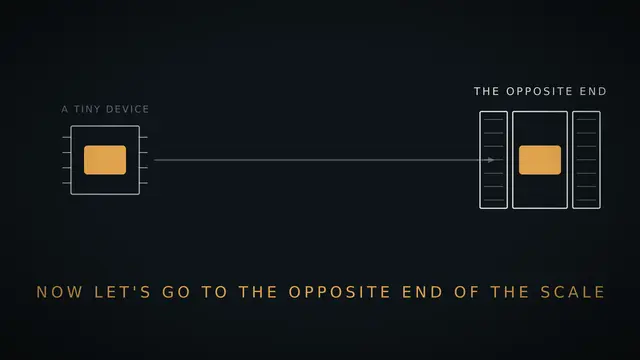 THE OPPOSITE END
A TINY DEVICE
NOW LET'S GO TO THE OPPOSITE END OF THE SCALE